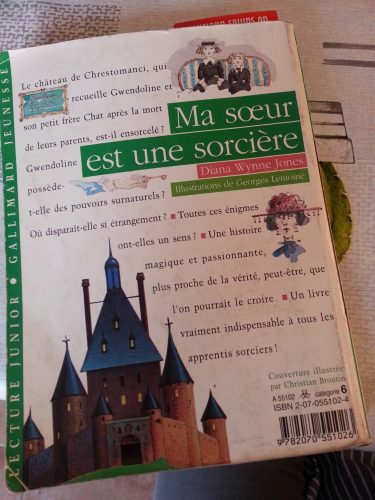 Le château de Chrestomanci, qui
recueille Gwendoline et
son petit frère Chat après la mort
de leurs parents, est-il ensorcelé ?
Gwendoline
possède-
t-elle des pouvoirs surnaturels ?
Où disparaît-elle si étrangement ? ■ Toutes ces énigmes
ont-elles un sens ? ■ Une histoire
magique et passionnante,
plus proche de la vérité, peut-être, que
l'on pourrait le croire. ■ Un livre
vraiment indispensable à tous les
apprentis sorciers !
Ma sœur
est une sorcière
Diana Wynne Jones
Illustrations de Georges Lemoine
Couverture illustrée
par Christian Broutin
A 55102 catégorie 6
ISBN 2-07-055102-4
9 782070 551026
LECTURE JUNIOR • GALLIMARD JEUNESSE